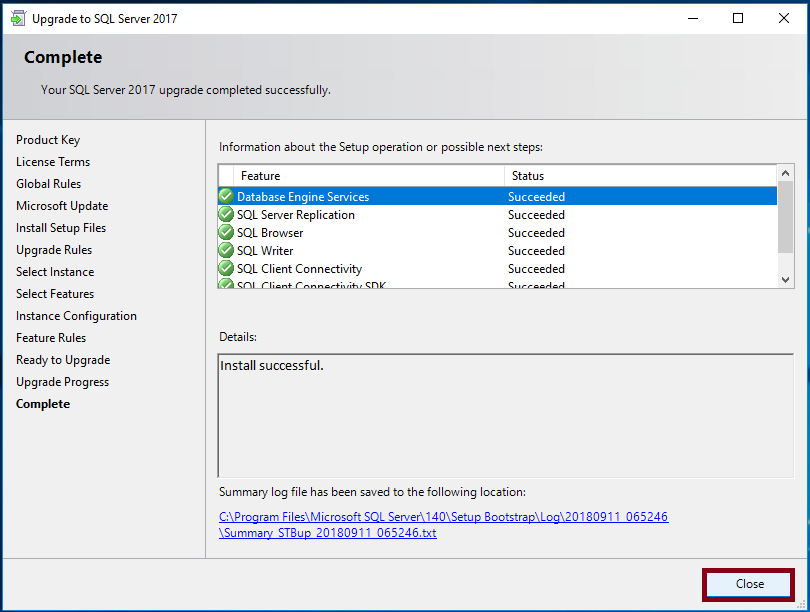 Upgrade to SQL Server 2017
Complete
Your SQL Server 2017 upgrade completed successfully.
Product Key
License Terms
Global Rules
Microsoft Update
Install Setup Files
Upgrade Rules
Select Instance
Select Features
Instance Configuration
Feature Rules
Ready to Upgrade
Upgrade Progress
Complete
Information about the Setup operation or possible next steps:
Feature Status
Database Engine Services Succeeded
SQL Server Replication Succeeded
SQL Browser Succeeded
SQL Writer Succeeded
SQL Client Connectivity Succeeded
SQL Client Connectivity SDK Succeeded
Details:
Install successful.
Summary log file has been saved to the following location:
C:\Program Files\Microsoft SQL Server\140\Setup Bootstrap\Log\20180911_065246
\Summary_STBup_20180911_065246.txt
Close